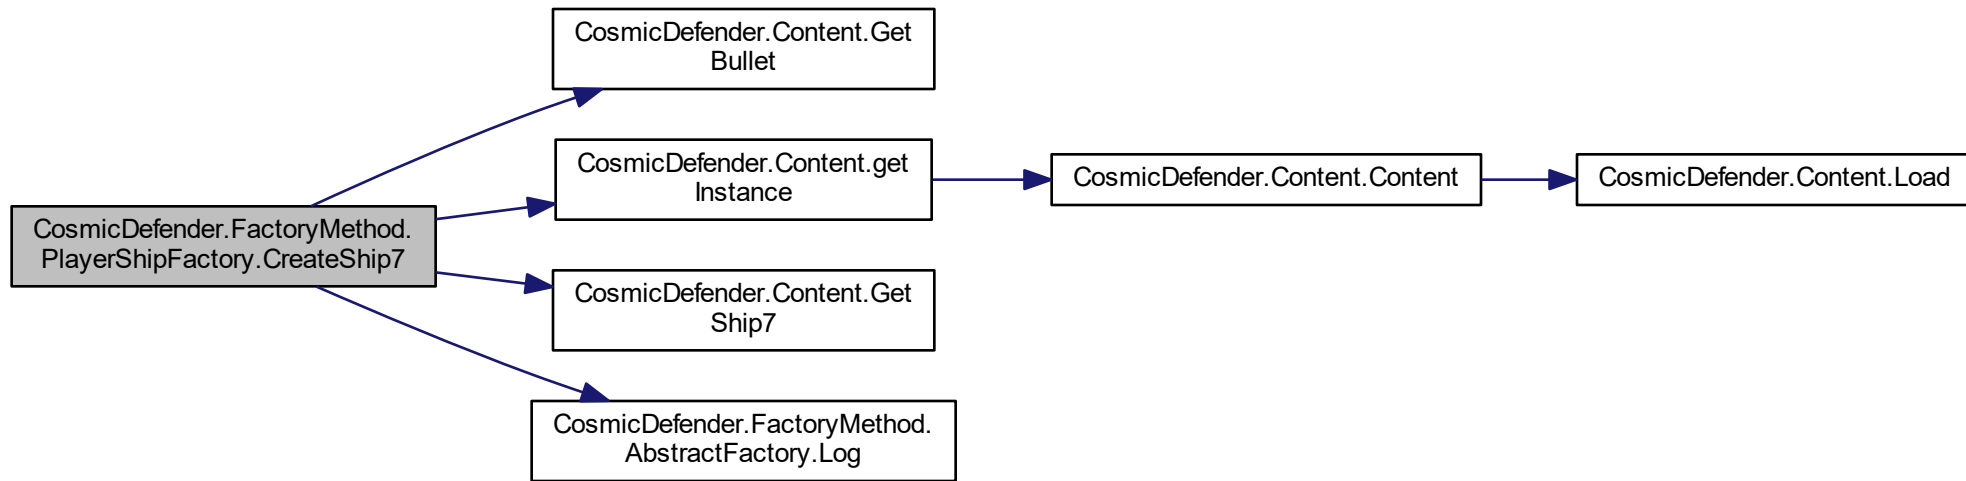 CosmicDefender.Content.Get
Bullet
CosmicDefender.Content.get
Instance
CosmicDefender.Content.Content
CosmicDefender.Content.Load
CosmicDefender.FactoryMethod.
PlayerShipFactory.CreateShip7
CosmicDefender.Content.Get
Ship7
CosmicDefender.FactoryMethod.
AbstractFactory.Log